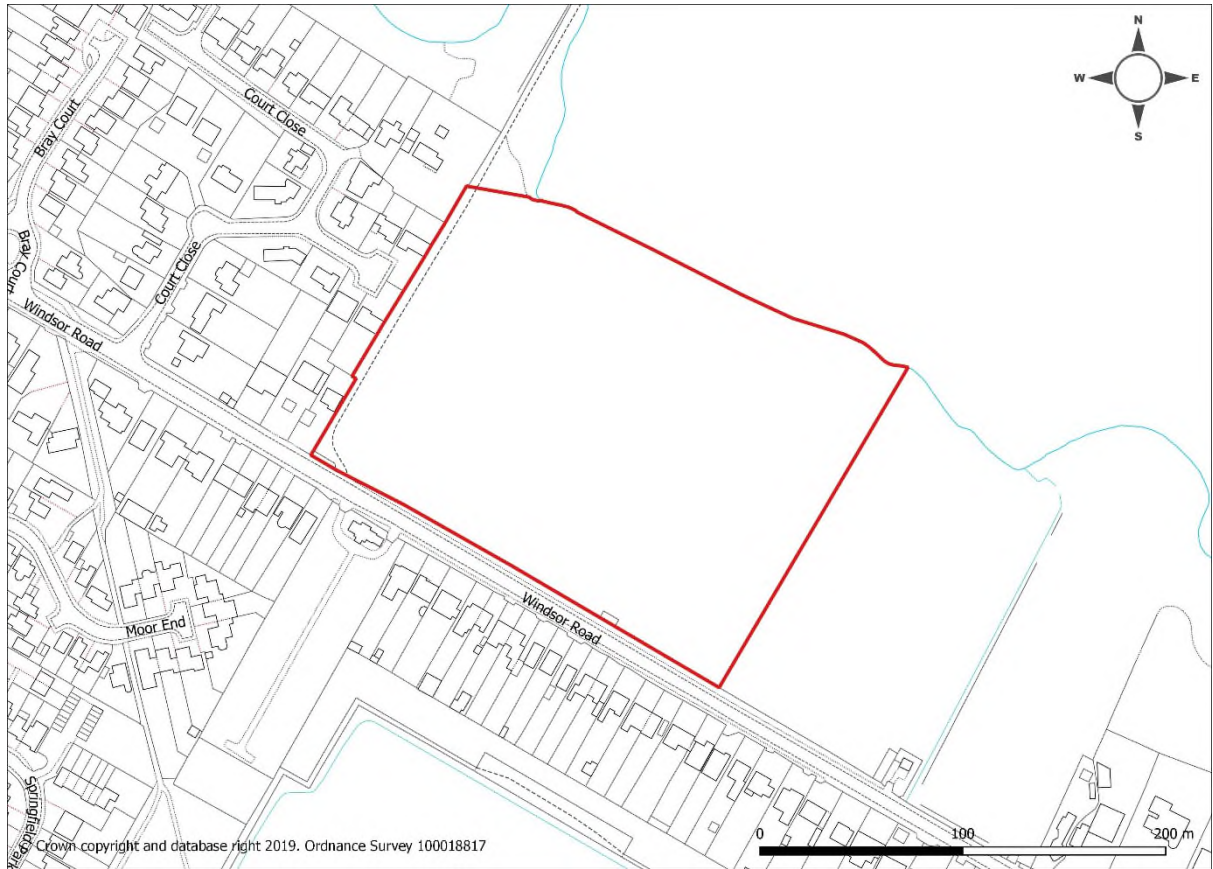 N
W E
S
Court Close
Bray Court
Bray Court
Court Close
Windsor Road
Windsor Road
Moor End
Springfield Park
0 100 200 m
Crown copyright and database right 2019. Ordnance Survey 100018817